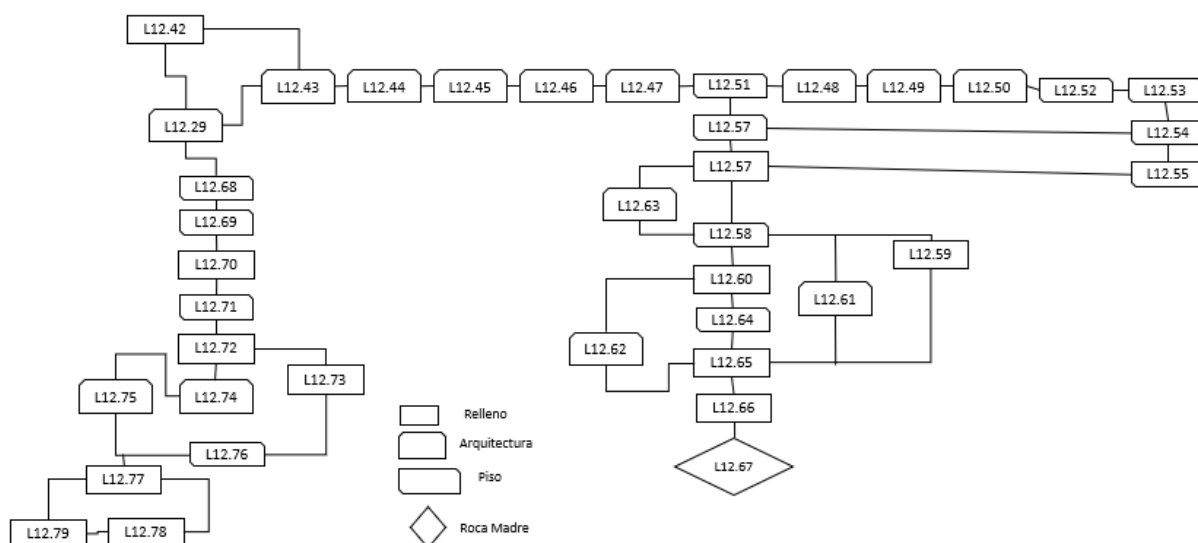 L12.42
L12.43
L12.44
L12.45
L12.46
L12.47
L12.51
L12.48
L12.49
L12.50
L12.52
L12.53
L12.29
L12.57
L12.54
L12.57
L12.55
L12.68
L12.63
L12.69
L12.58
L12.59
L12.70
L12.60
L12.61
L12.71
L12.64
L12.72
L12.62
L12.65
L12.73
L12.75
L12.74
L12.66
Relleno
Arquitectura
L12.76
L12.67
L12.77
Piso
L12.79
L12.78
Roca Madre